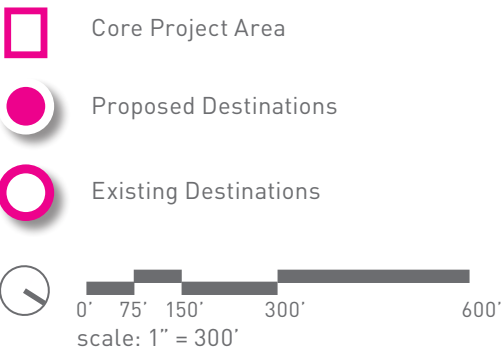 Core Project Area
Proposed Destinations
Existing Destinations
0’ 75’ 150’ 300’ 600’
scale: 1” = 300’